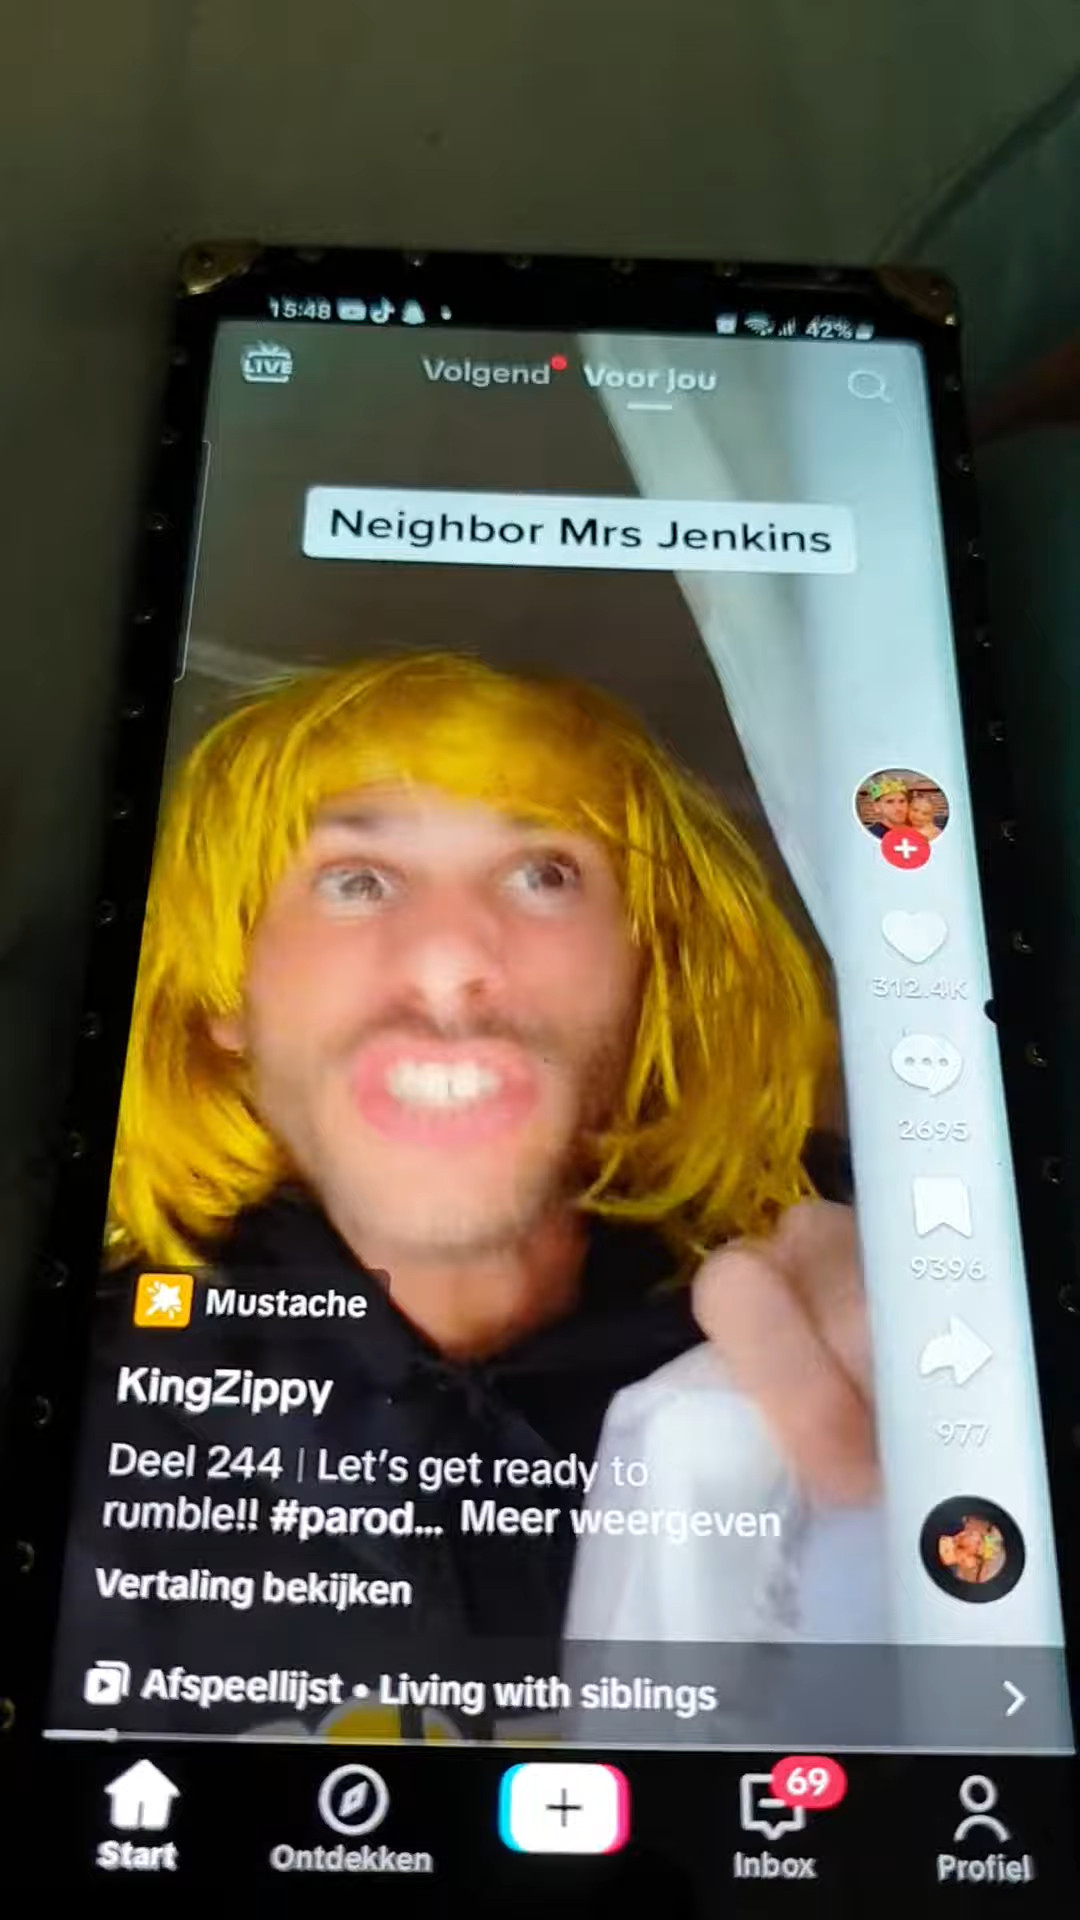 15:48
42%
LIVE
Volgend Voor jou
Neighbor Mrs Jenkins
312.4K
2695
9396
977
Mustache
KingZippy
Deel 244 | Let's get ready to
rumble!! #parod... Meer weergeven
Vertaling bekijken
Afspeellijst • Living with siblings
69
Start
Ontdekken
Inbox
Profiel